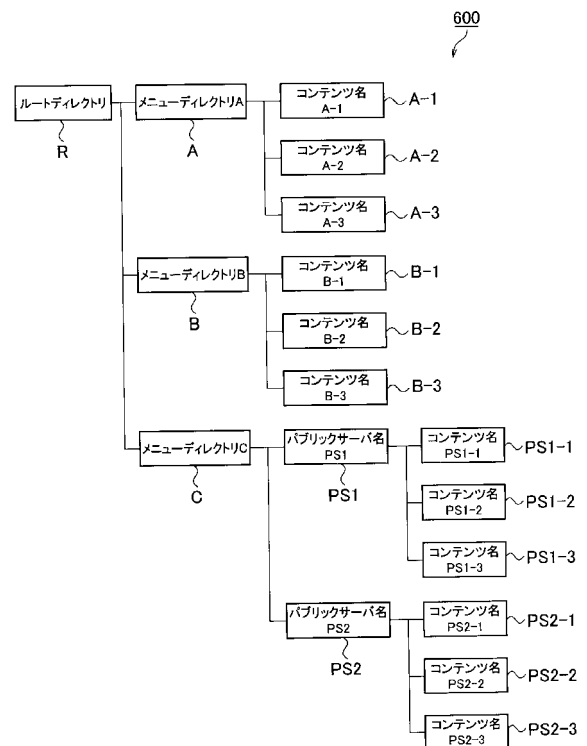 600
ルートディレクトリ
R
メニューディレクトリA
A
コンテンツ名
A-1
A-1
コンテンツ名
A-2
A-2
コンテンツ名
A-3
A-3
メニューディレクトリB
B
コンテンツ名
B-1
B-1
コンテンツ名
B-2
B-2
コンテンツ名
B-3
B-3
メニューディレクトリC
C
パブリックサーバ名
PS1
PS1
コンテンツ名
PS1-1
PS1-1
コンテンツ名
PS1-2
PS1-2
コンテンツ名
PS1-3
PS1-3
パブリックサーバ名
PS2
PS2
コンテンツ名
PS2-1
PS2-1
コンテンツ名
PS2-2
PS2-2
コンテンツ名
PS2-3
PS2-3